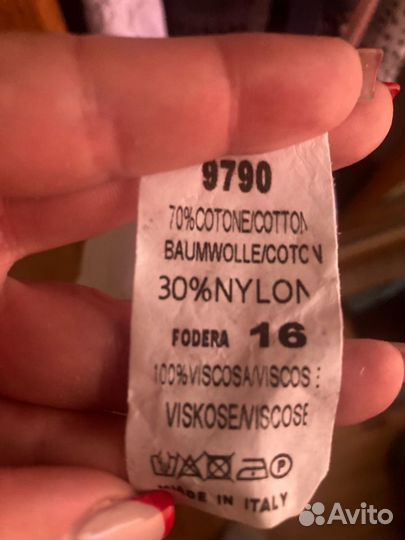 9790
70%COTONE/COTTON
BAUMWOLLE/COTON
30%NYLON
FODERA 16
100%VISCOSA/VISCOSE
VISKOSE/VISCOSE
P
MADE IN ITALY
Avito